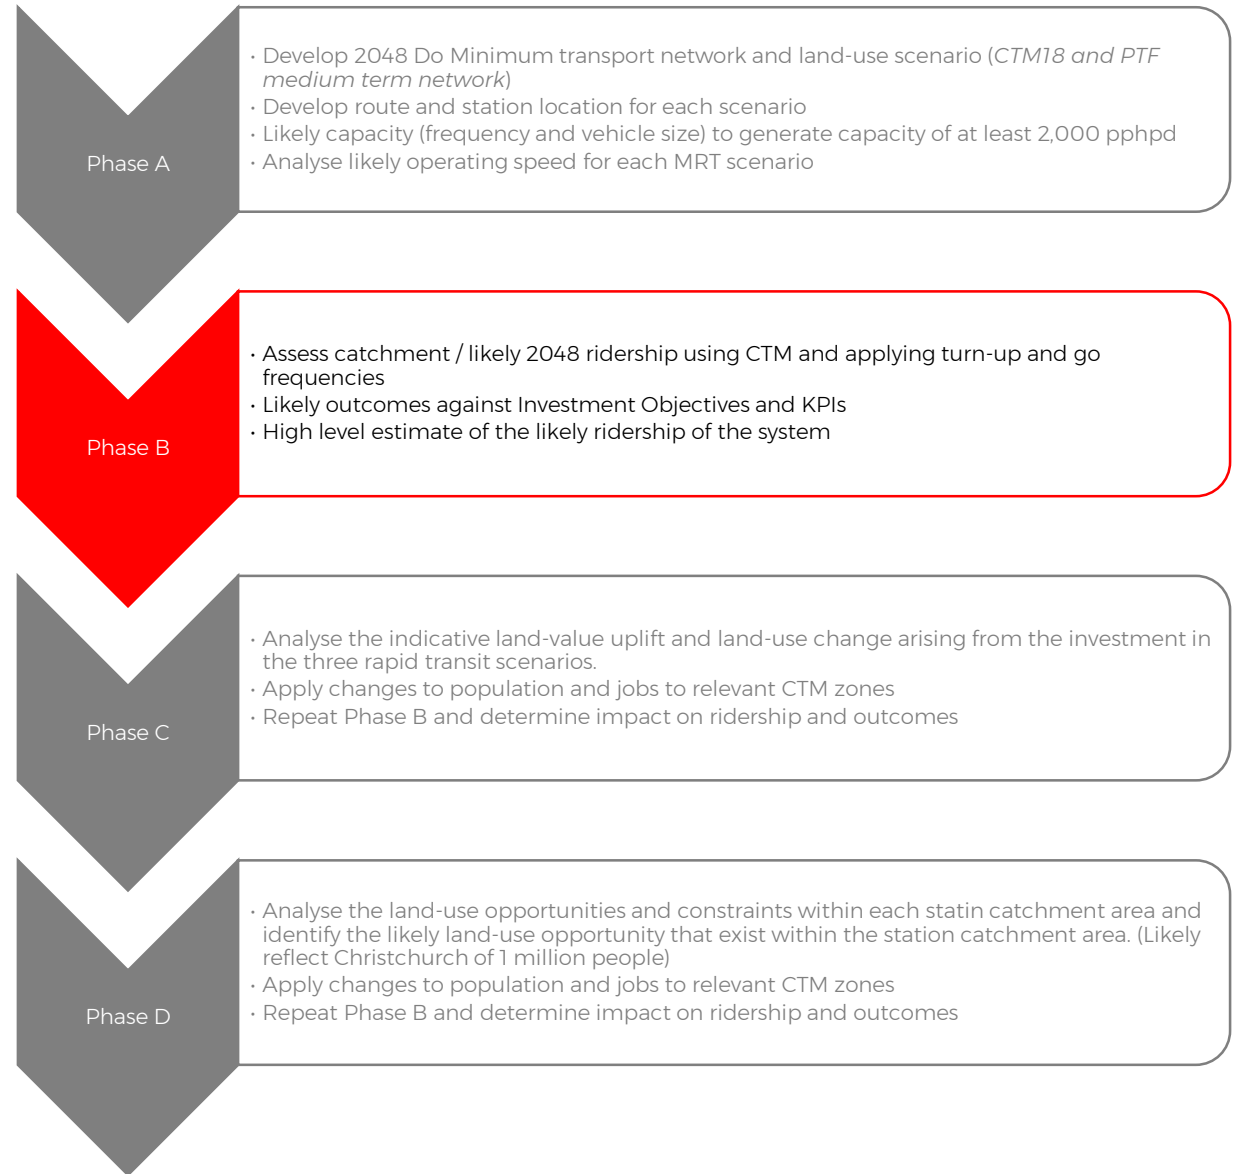 Phase A
· Develop 2048 Do Minimum transport network and land-use scenario (CTM18 and PTF
medium term network)
· Develop route and station location for each scenario
· Likely capacity (frequency and vehicle size) to generate capacity of at least 2,000 pphpd
· Analyse likely operating speed for each MRT scenario
Phase B
· Assess catchment / likely 2048 ridership using CTM and applying turn-up and go
frequencies
· Likely outcomes against Investment Objectives and KPIs
· High level estimate of the likely ridership of the system
Phase C
· Analyse the indicative land-value uplift and land-use change arising from the investment in
the three rapid transit scenarios.
· Apply changes to population and jobs to relevant CTM zones
· Repeat Phase B and determine impact on ridership and outcomes
Phase D
· Analyse the land-use opportunities and constraints within each statin catchment area and
identify the likely land-use opportunity that exist within the station catchment area. (Likely
reflect Christchurch of 1 million people)
· Apply changes to population and jobs to relevant CTM zones
· Repeat Phase B and determine impact on ridership and outcomes